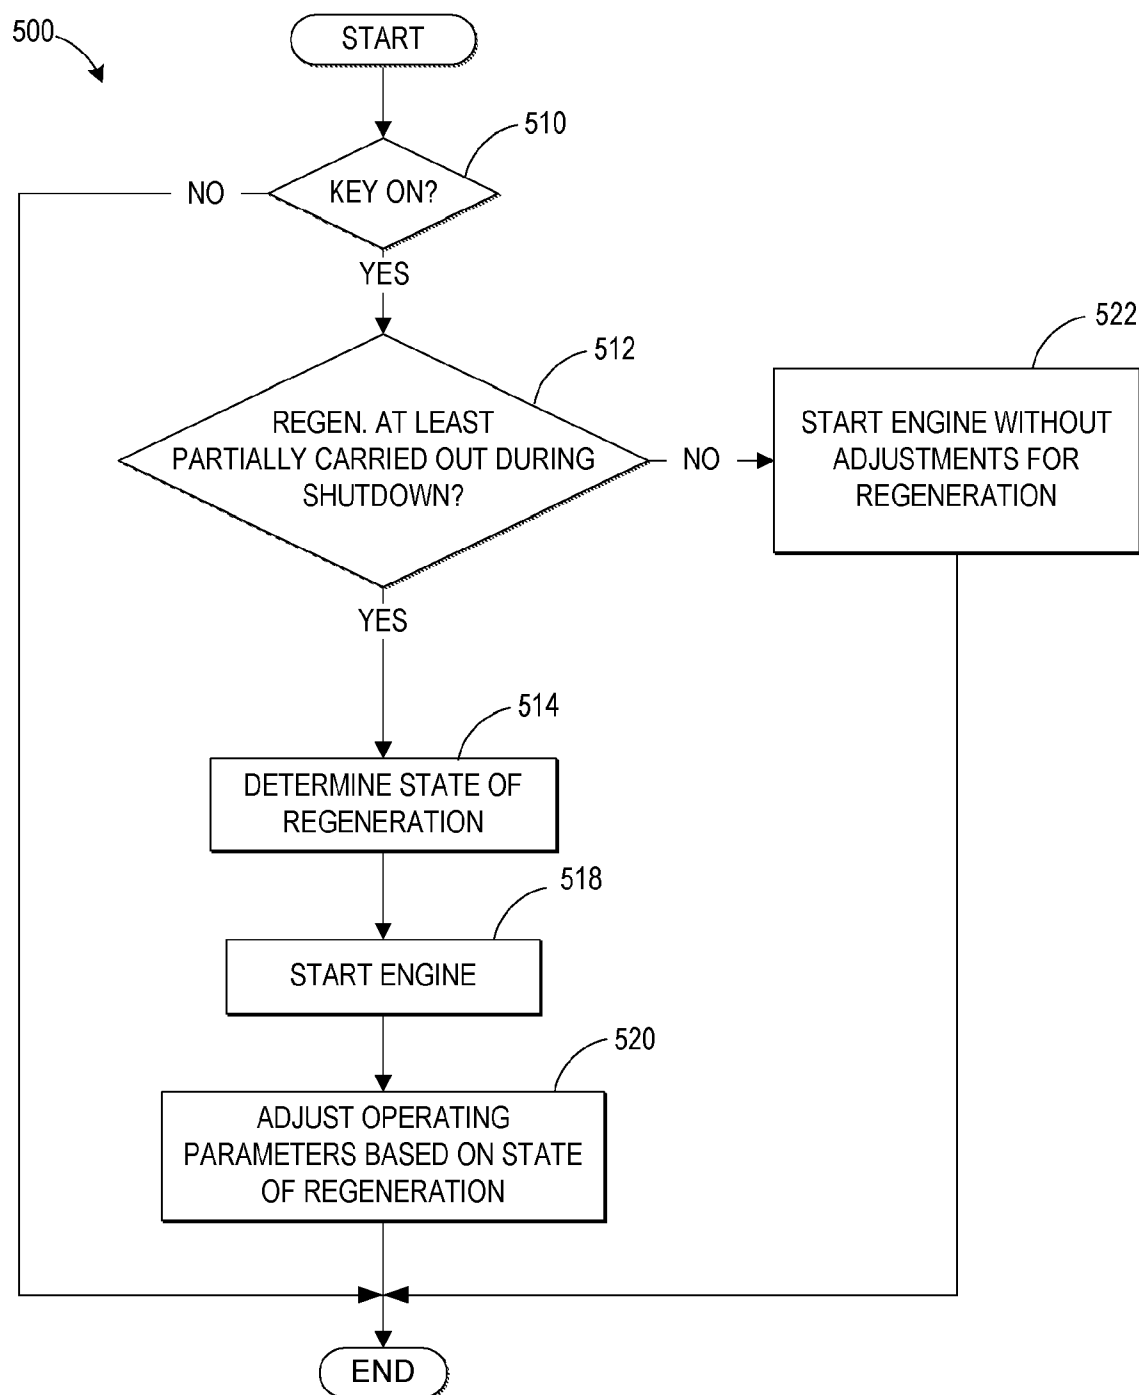 500
START
510
KEY ON?
NO
YES
512
522
REGEN. AT LEAST
PARTIALLY CARRIED OUT DURING
SHUTDOWN?
NO
START ENGINE WITHOUT
ADJUSTMENTS FOR
REGENERATION
YES
514
DETERMINE STATE OF
REGENERATION
518
START ENGINE
520
ADJUST OPERATING
PARAMETERS BASED ON STATE
OF REGENERATION
END